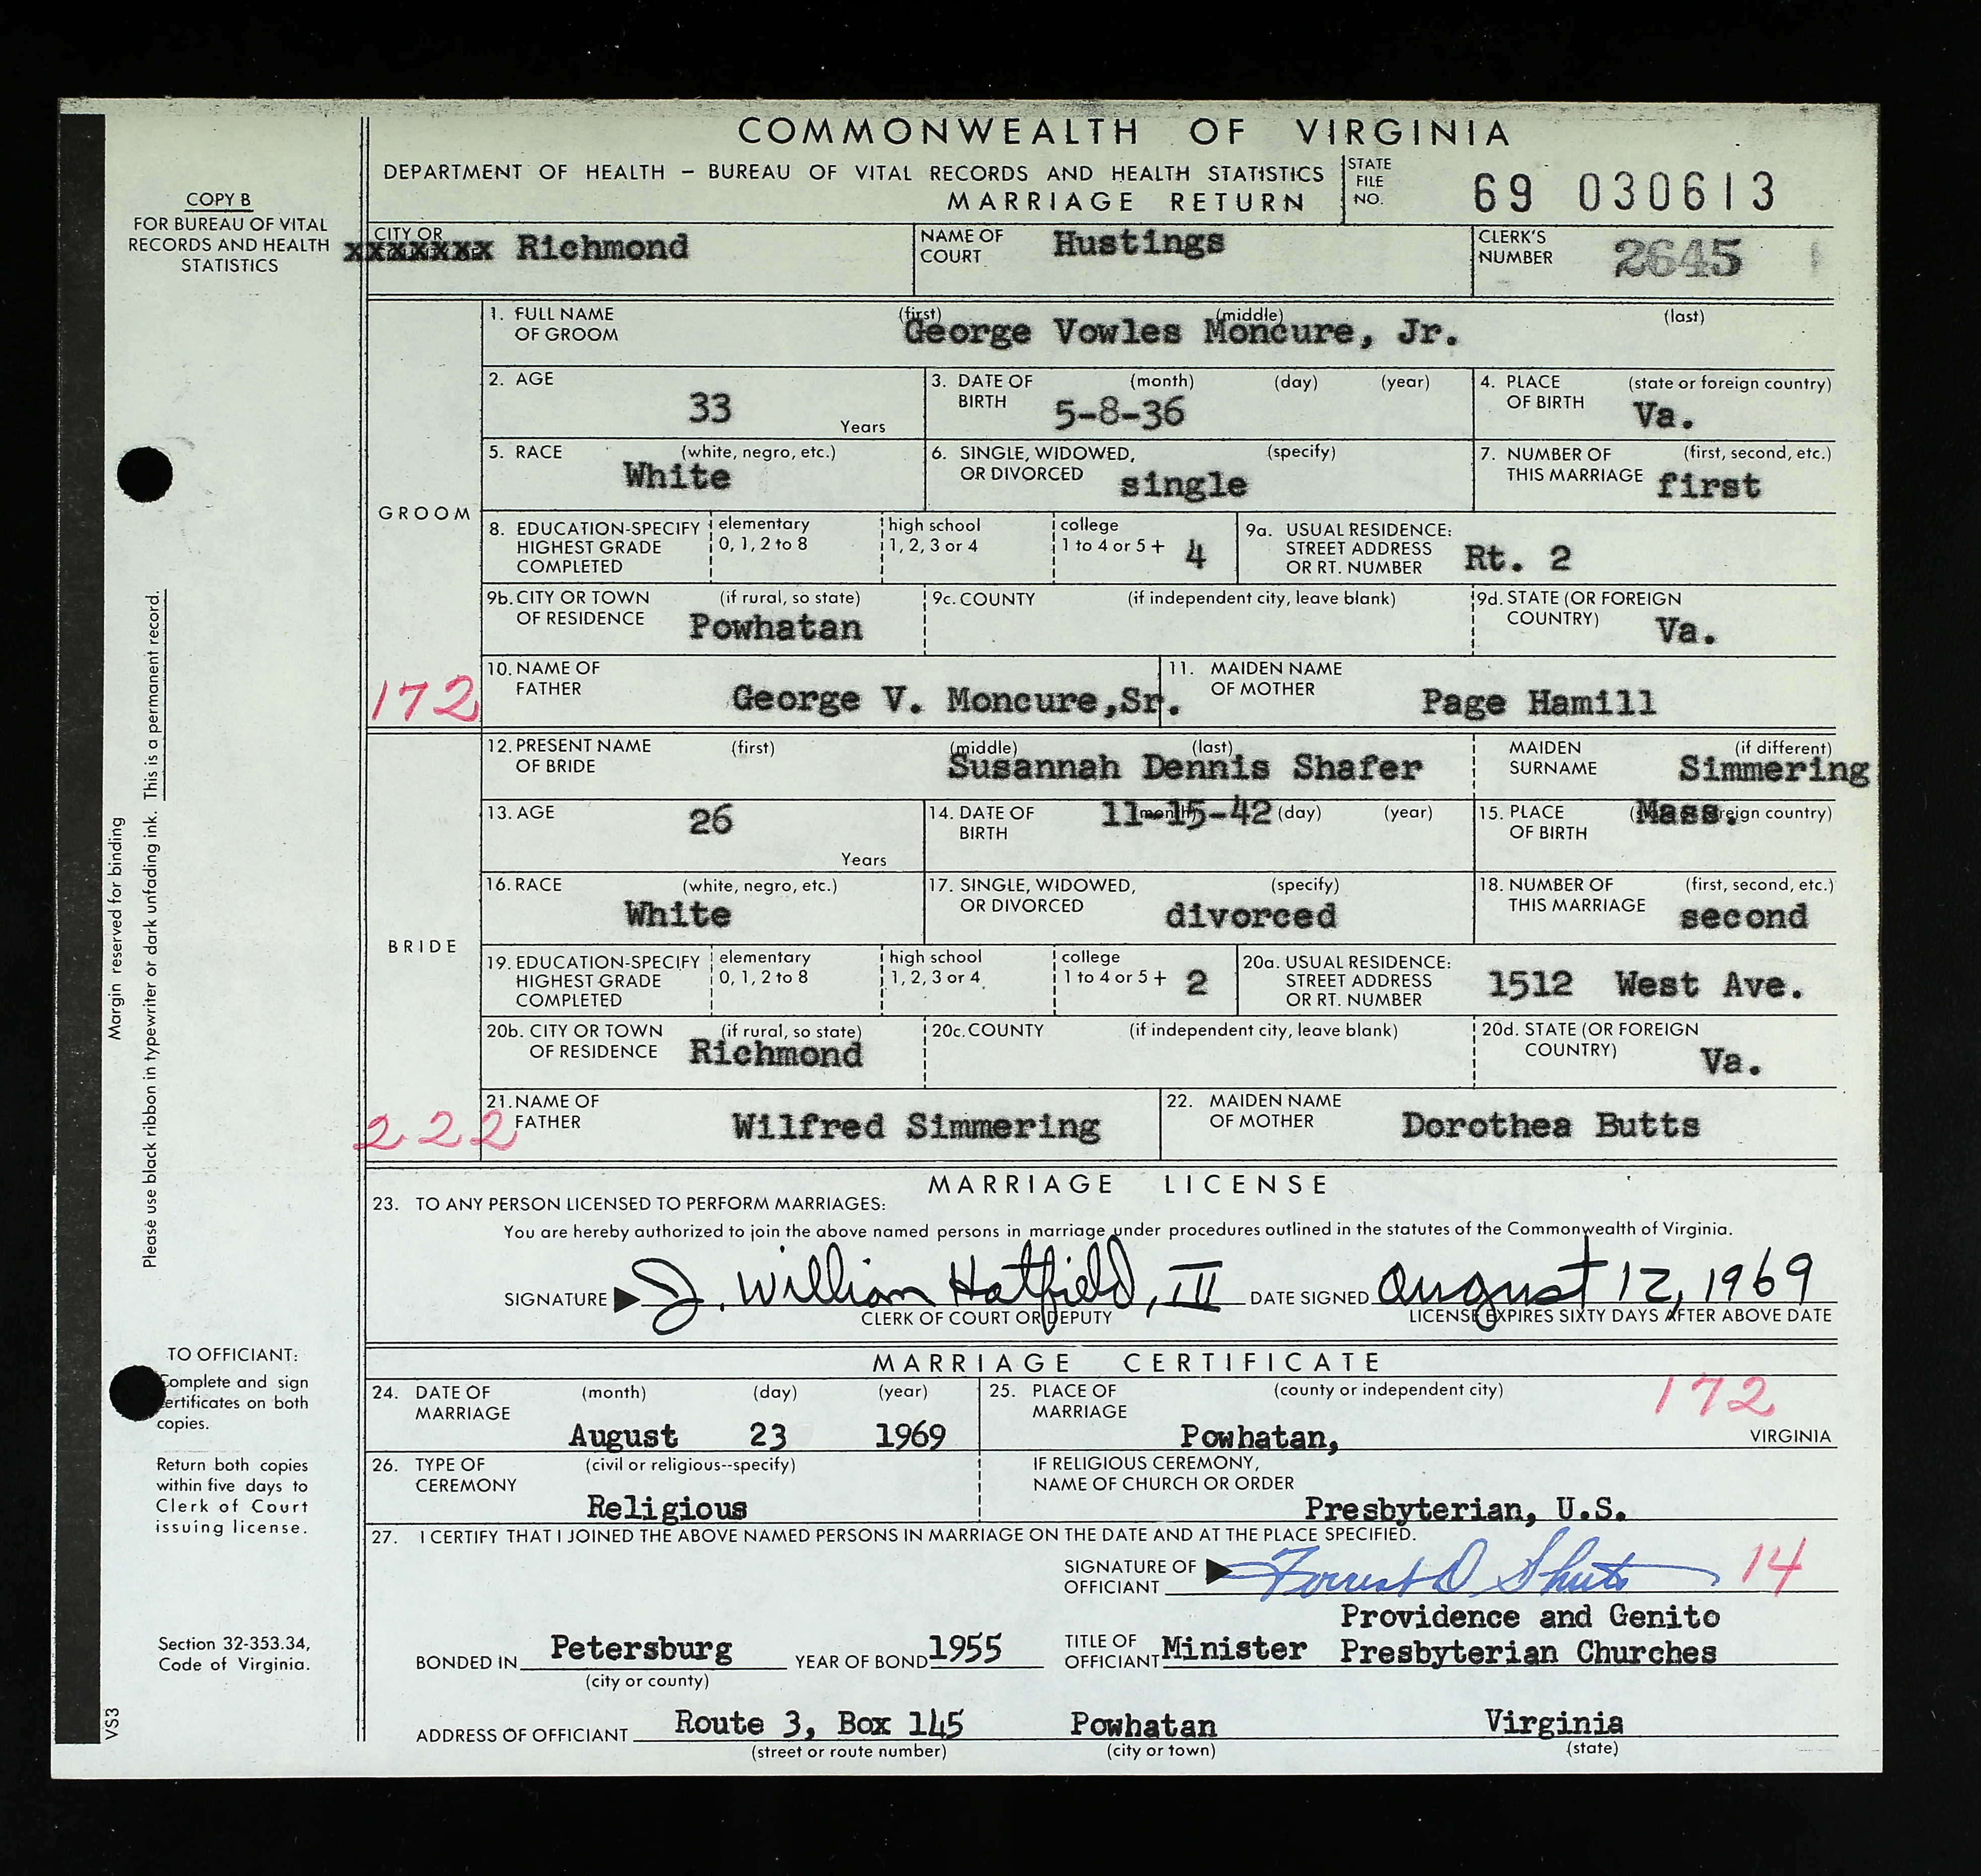 COMMONWEALTH OF VIRGINIA
DEPARTMENT OF HEALTH – BUREAU OF VITAL RECORDS AND HEALTH STATISTICS
MARRIAGE RETURN
STATE FILE NO. 69 030613
COPY B
FOR BUREAU OF VITAL
RECORDS AND HEALTH
STATISTICS
CITY OR xxxxxxx Richmond
NAME OF COURT Hustings
CLERK'S NUMBER 2645
GROOM
1. FULL NAME OF GROOM (first) (middle) (last)
George Vowles Moncure, Jr.
2. AGE 33 Years
3. DATE OF BIRTH (month) (day) (year) 5-8-36
4. PLACE OF BIRTH (state or foreign country) Va.
5. RACE (white, negro, etc.) White
6. SINGLE, WIDOWED, OR DIVORCED (specify) single
7. NUMBER OF THIS MARRIAGE (first, second, etc.) first
8. EDUCATION-SPECIFY HIGHEST GRADE COMPLETED
elementary 0, 1, 2 to 8
high school 1, 2, 3 or 4
college 1 to 4 or 5+ 4
9a. USUAL RESIDENCE: STREET ADDRESS OR RT. NUMBER Rt. 2
9b. CITY OR TOWN OF RESIDENCE (if rural, so state) Powhatan
9c. COUNTY (if independent city, leave blank)
9d. STATE (OR FOREIGN COUNTRY) Va.
172
10. NAME OF FATHER George V. Moncure,Sr.
11. MAIDEN NAME OF MOTHER Page Hamill
BRIDE
12. PRESENT NAME OF BRIDE (first) (middle) (last)
Susannah Dennis Shafer
MAIDEN SURNAME (if different) Simmering
13. AGE 26 Years
14. DATE OF BIRTH (month) (day) (year) 11-15-42
15. PLACE OF BIRTH (state or foreign country) Mass.
16. RACE (white, negro, etc.) White
17. SINGLE, WIDOWED, OR DIVORCED (specify) divorced
18. NUMBER OF THIS MARRIAGE (first, second, etc.) second
19. EDUCATION-SPECIFY HIGHEST GRADE COMPLETED
elementary 0, 1, 2 to 8
high school 1, 2, 3 or 4
college 1 to 4 or 5+ 2
20a. USUAL RESIDENCE: STREET ADDRESS OR RT. NUMBER 1512 West Ave.
20b. CITY OR TOWN OF RESIDENCE (if rural, so state) Richmond
20c. COUNTY (if independent city, leave blank)
20d. STATE (OR FOREIGN COUNTRY) Va.
222
21. NAME OF FATHER Wilfred Simmering
22. MAIDEN NAME OF MOTHER Dorothea Butts
MARRIAGE LICENSE
23. TO ANY PERSON LICENSED TO PERFORM MARRIAGES:
You are hereby authorized to join the above named persons in marriage under procedures outlined in the statutes of the Commonwealth of Virginia.
SIGNATURE J. William Hatfield, III DATE SIGNED August 12, 1969
CLERK OF COURT OR DEPUTY LICENSE EXPIRES SIXTY DAYS AFTER ABOVE DATE
MARRIAGE CERTIFICATE
24. DATE OF MARRIAGE (month) (day) (year)
August 23 1969
25. PLACE OF MARRIAGE (county or independent city) 172
Powhatan, VIRGINIA
26. TYPE OF CEREMONY (civil or religious--specify)
Religious
IF RELIGIOUS CEREMONY, NAME OF CHURCH OR ORDER
Presbyterian, U.S.
27. I CERTIFY THAT I JOINED THE ABOVE NAMED PERSONS IN MARRIAGE ON THE DATE AND AT THE PLACE SPECIFIED.
SIGNATURE OF OFFICIANT Forrest D Shuts 14
Providence and Genito
BONDED IN Petersburg YEAR OF BOND 1955 TITLE OF OFFICIANT Minister Presbyterian Churches
(city or county)
ADDRESS OF OFFICIANT Route 3, Box 145 Powhatan Virginia
(street or route number) (city or town) (state)
Margin reserved for binding
Please use black ribbon in typewriter or dark unfading ink. This is a permanent record.
TO OFFICIANT:
Complete and sign
certificates on both
copies.
Return both copies
within five days to
Clerk of Court
issuing license.
Section 32-353.34,
Code of Virginia.
VS3